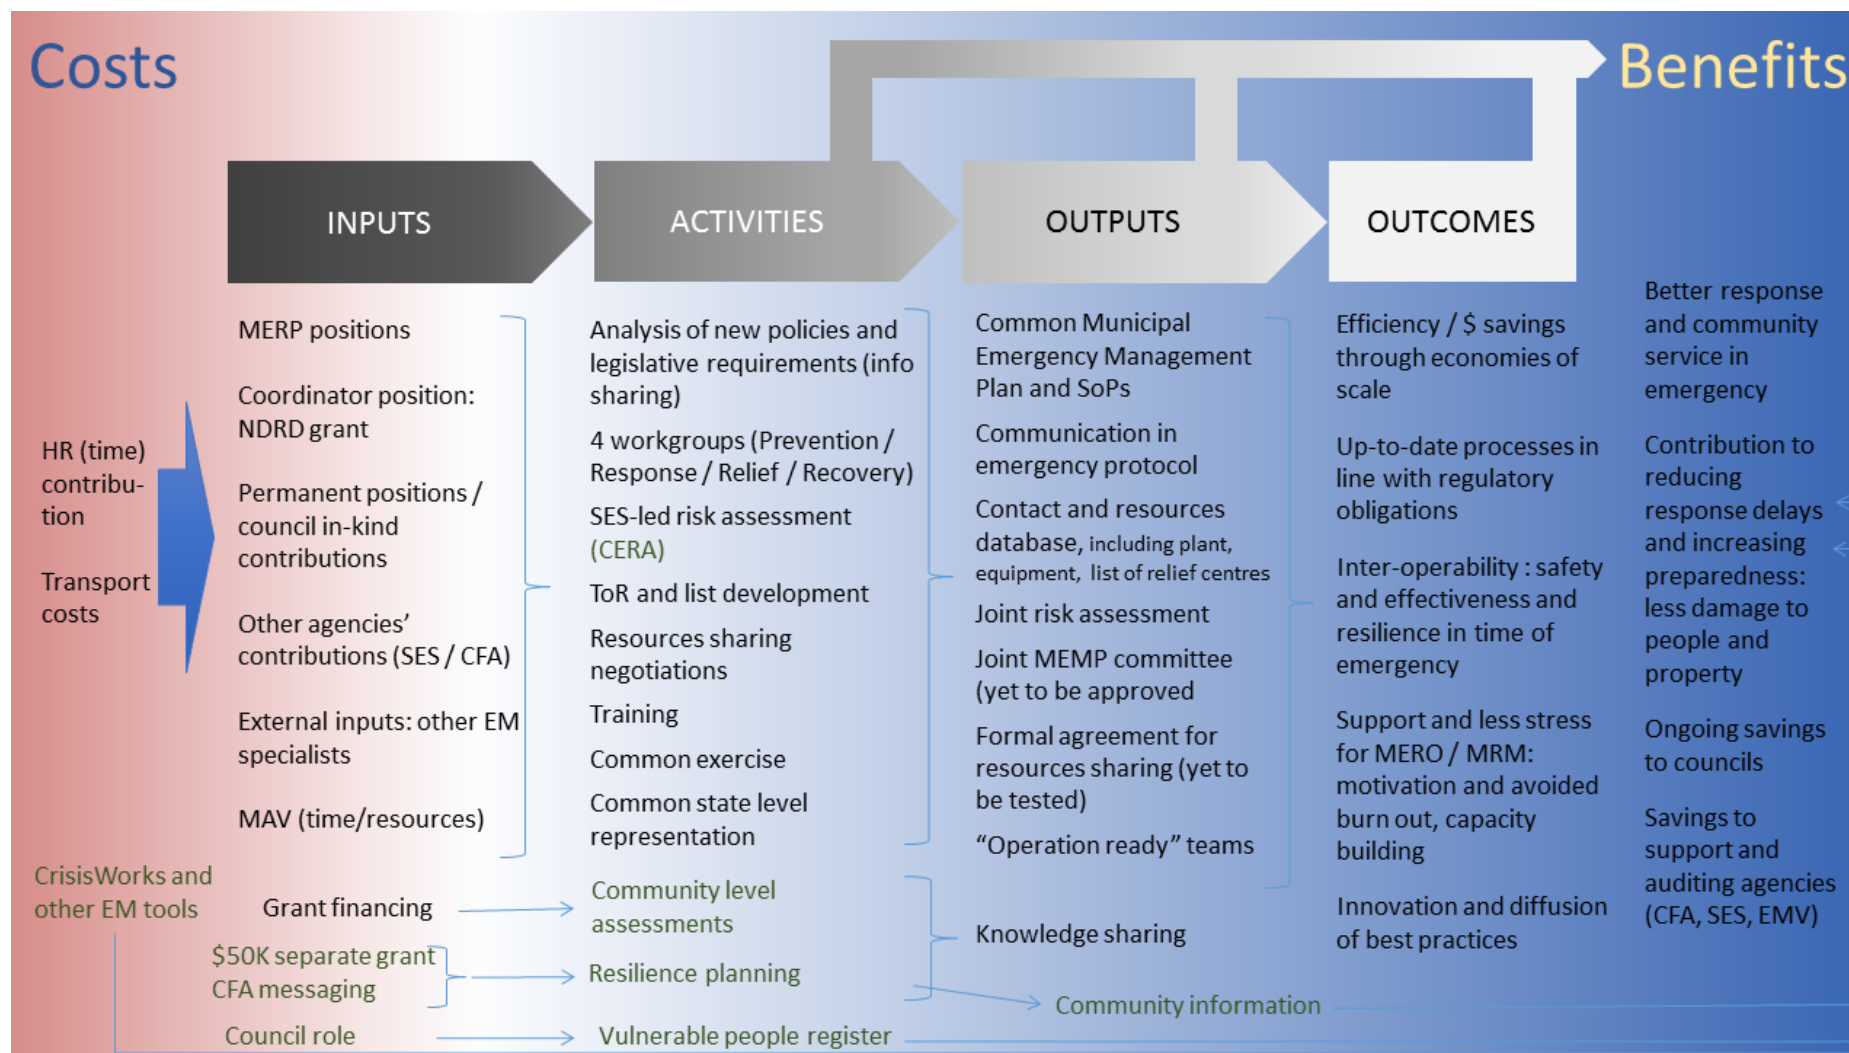 Costs
Benefits
INPUTS
ACTIVITIES
OUTPUTS
OUTCOMES
HR (time)
contribu-
tion
Transport
costs
MERP positions
Coordinator position:
NDRD grant
Permanent positions /
council in-kind
contributions
Other agencies’
contributions (SES / CFA)
External inputs: other EM
specialists
MAV (time/resources)
CrisisWorks and
other EM tools
Grant financing
$50K separate grant
CFA messaging
Council role
Analysis of new policies and
legislative requirements (info
sharing)
4 workgroups (Prevention /
Response / Relief / Recovery)
SES-led risk assessment
(CERA)
ToR and list development
Resources sharing
negotiations
Training
Common exercise
Common state level
representation
Community level
assessments
Resilience planning
Vulnerable people register
Common Municipal
Emergency Management
Plan and SoPs
Communication in
emergency protocol
Contact and resources
database, including plant,
equipment, list of relief centres
Joint risk assessment
Joint MEMP committee
(yet to be approved
Formal agreement for
resources sharing (yet to
be tested)
“Operation ready” teams
Knowledge sharing
Community information
Efficiency / $ savings
through economies of
scale
Up-to-date processes in
line with regulatory
obligations
Inter-operability : safety
and effectiveness and
resilience in time of
emergency
Support and less stress
for MERO / MRM:
motivation and avoided
burn out, capacity
building
Innovation and diffusion
of best practices
Better response
and community
service in
emergency
Contribution to
reducing
response delays
and increasing
preparedness:
less damage to
people and
property
Ongoing savings
to councils
Savings to
support and
auditing agencies
(CFA, SES, EMV)